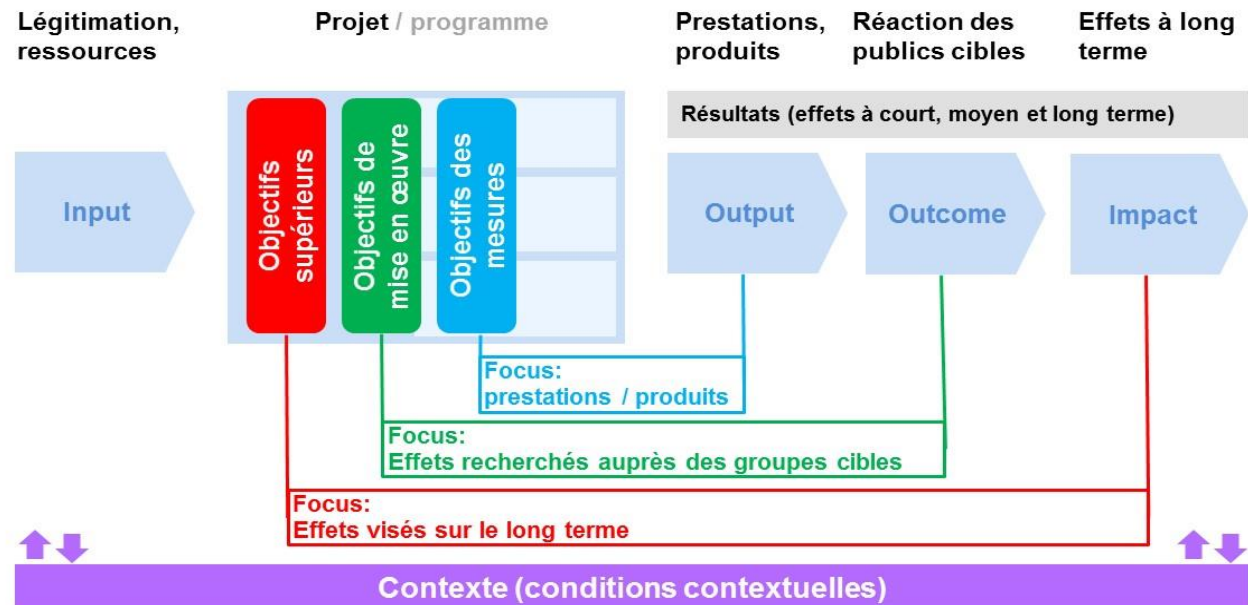 Légitimation,
ressources
Projet / programme
Prestations,
produits
Réaction des
publics cibles
Effets à long
terme
Résultats (effets à court, moyen et long terme)
Input
Objectifs
supérieurs
Objectifs de
mise en œuvre
Objectifs des
mesures
Output
Outcome
Impact
Focus:
prestations / produits
Focus:
Effets recherchés auprès des groupes cibles
Focus:
Effets visés sur le long terme
Contexte (conditions contextuelles)